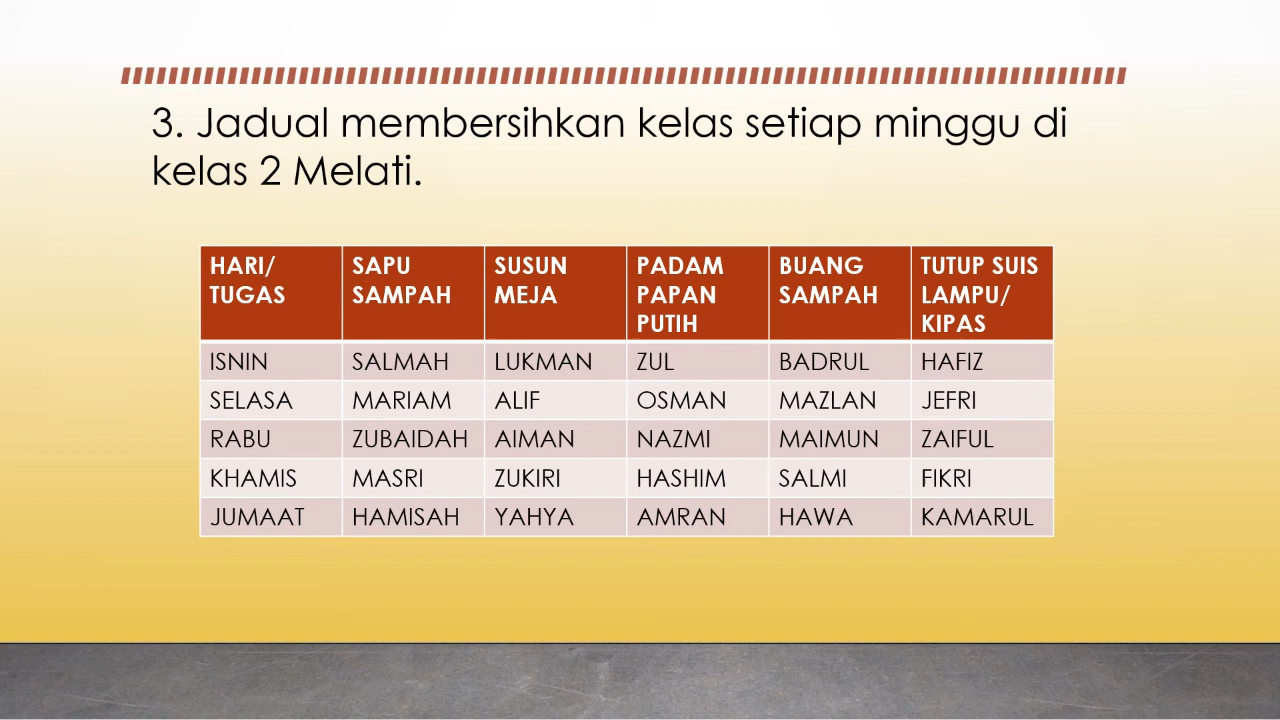 3. Jadual membersihkan kelas setiap minggu di
kelas 2 Melati.
HARI/ TUGAS SAPU SAMPAH SUSUN MEJA PADAM PAPAN PUTIH BUANG SAMPAH TUTUP SUIS LAMPU/ KIPAS
ISNIN SALMAH LUKMAN ZUL BADRUL HAFIZ
SELASA MARIAM ALIF OSMAN MAZLAN JEFRI
RABU ZUBAIDAH AIMAN NAZMI MAIMUN ZAIFUL
KHAMIS MASRI ZUKIRI HASHIM SALMI FIKRI
JUMAAT HAMISAH YAHYA AMRAN HAWA KAMARUL